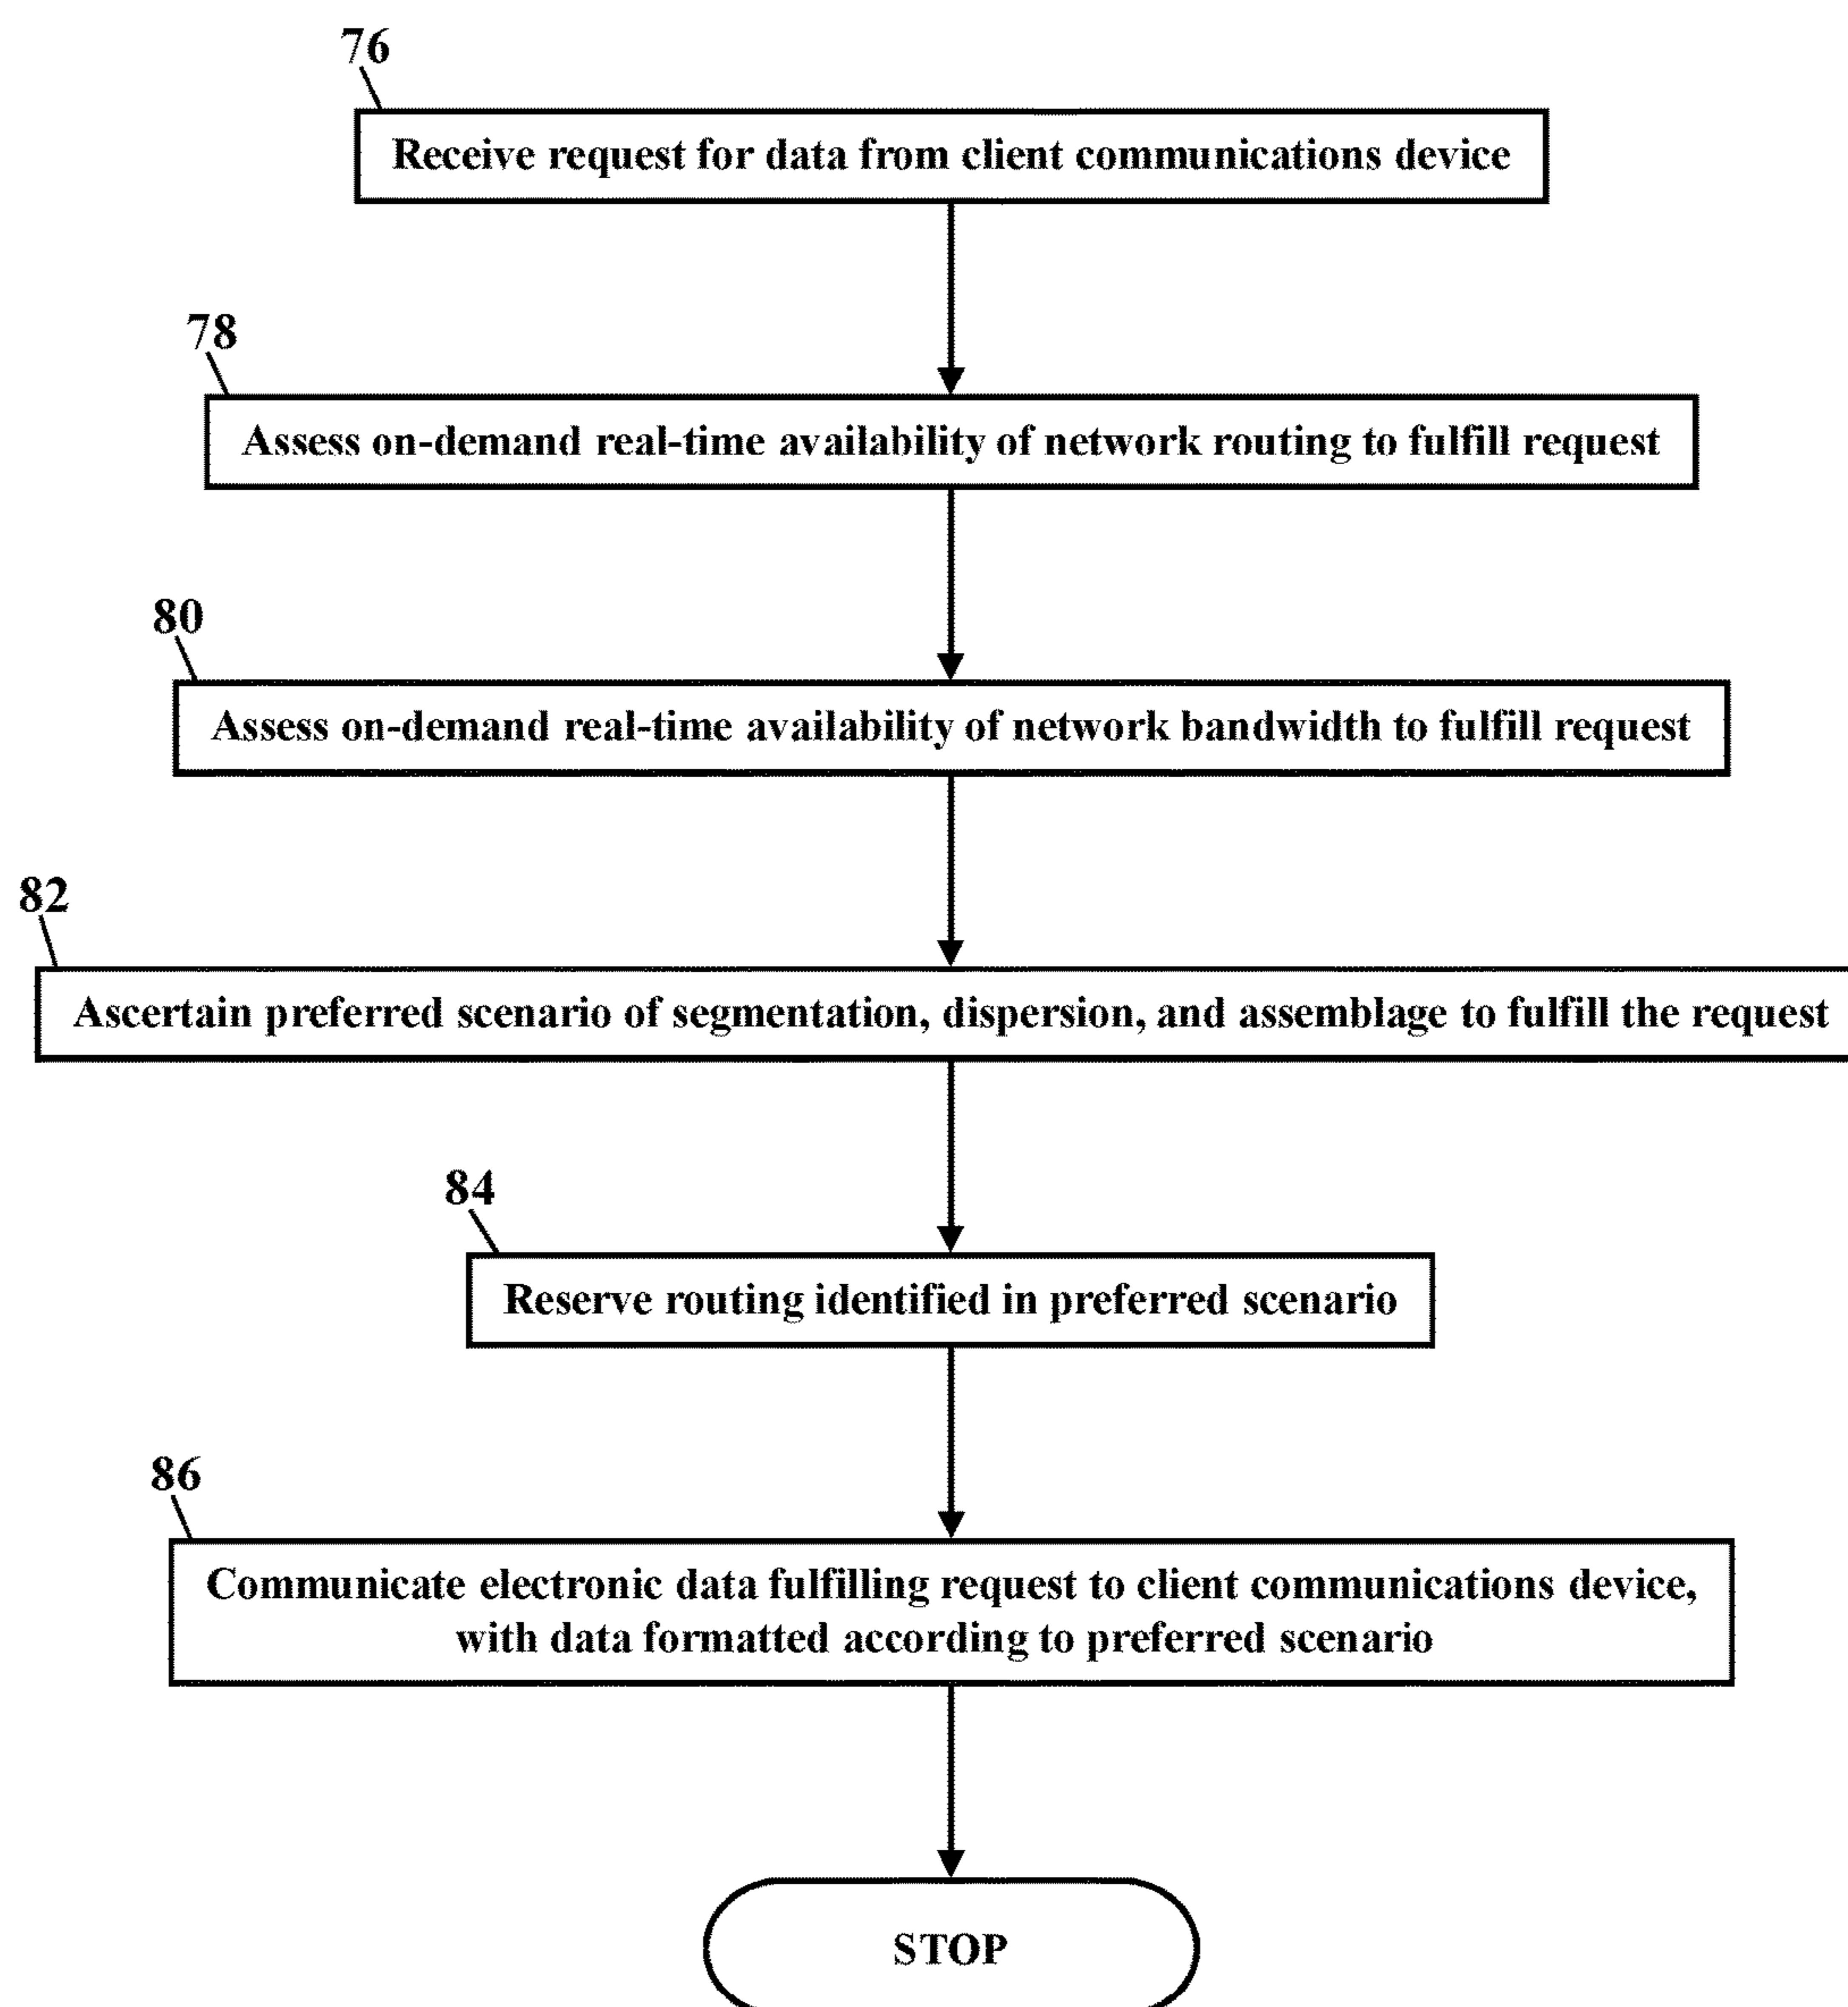 76
Receive request for data from client communications device
78
Assess on-demand real-time availability of network routing to fulfill request
80
Assess on-demand real-time availability of network bandwidth to fulfill request
82
Ascertain preferred scenario of segmentation, dispersion, and assemblage to fulfill the request
84
Reserve routing identified in preferred scenario
86
Communicate electronic data fulfilling request to client communications device,
with data formatted according to preferred scenario
STOP